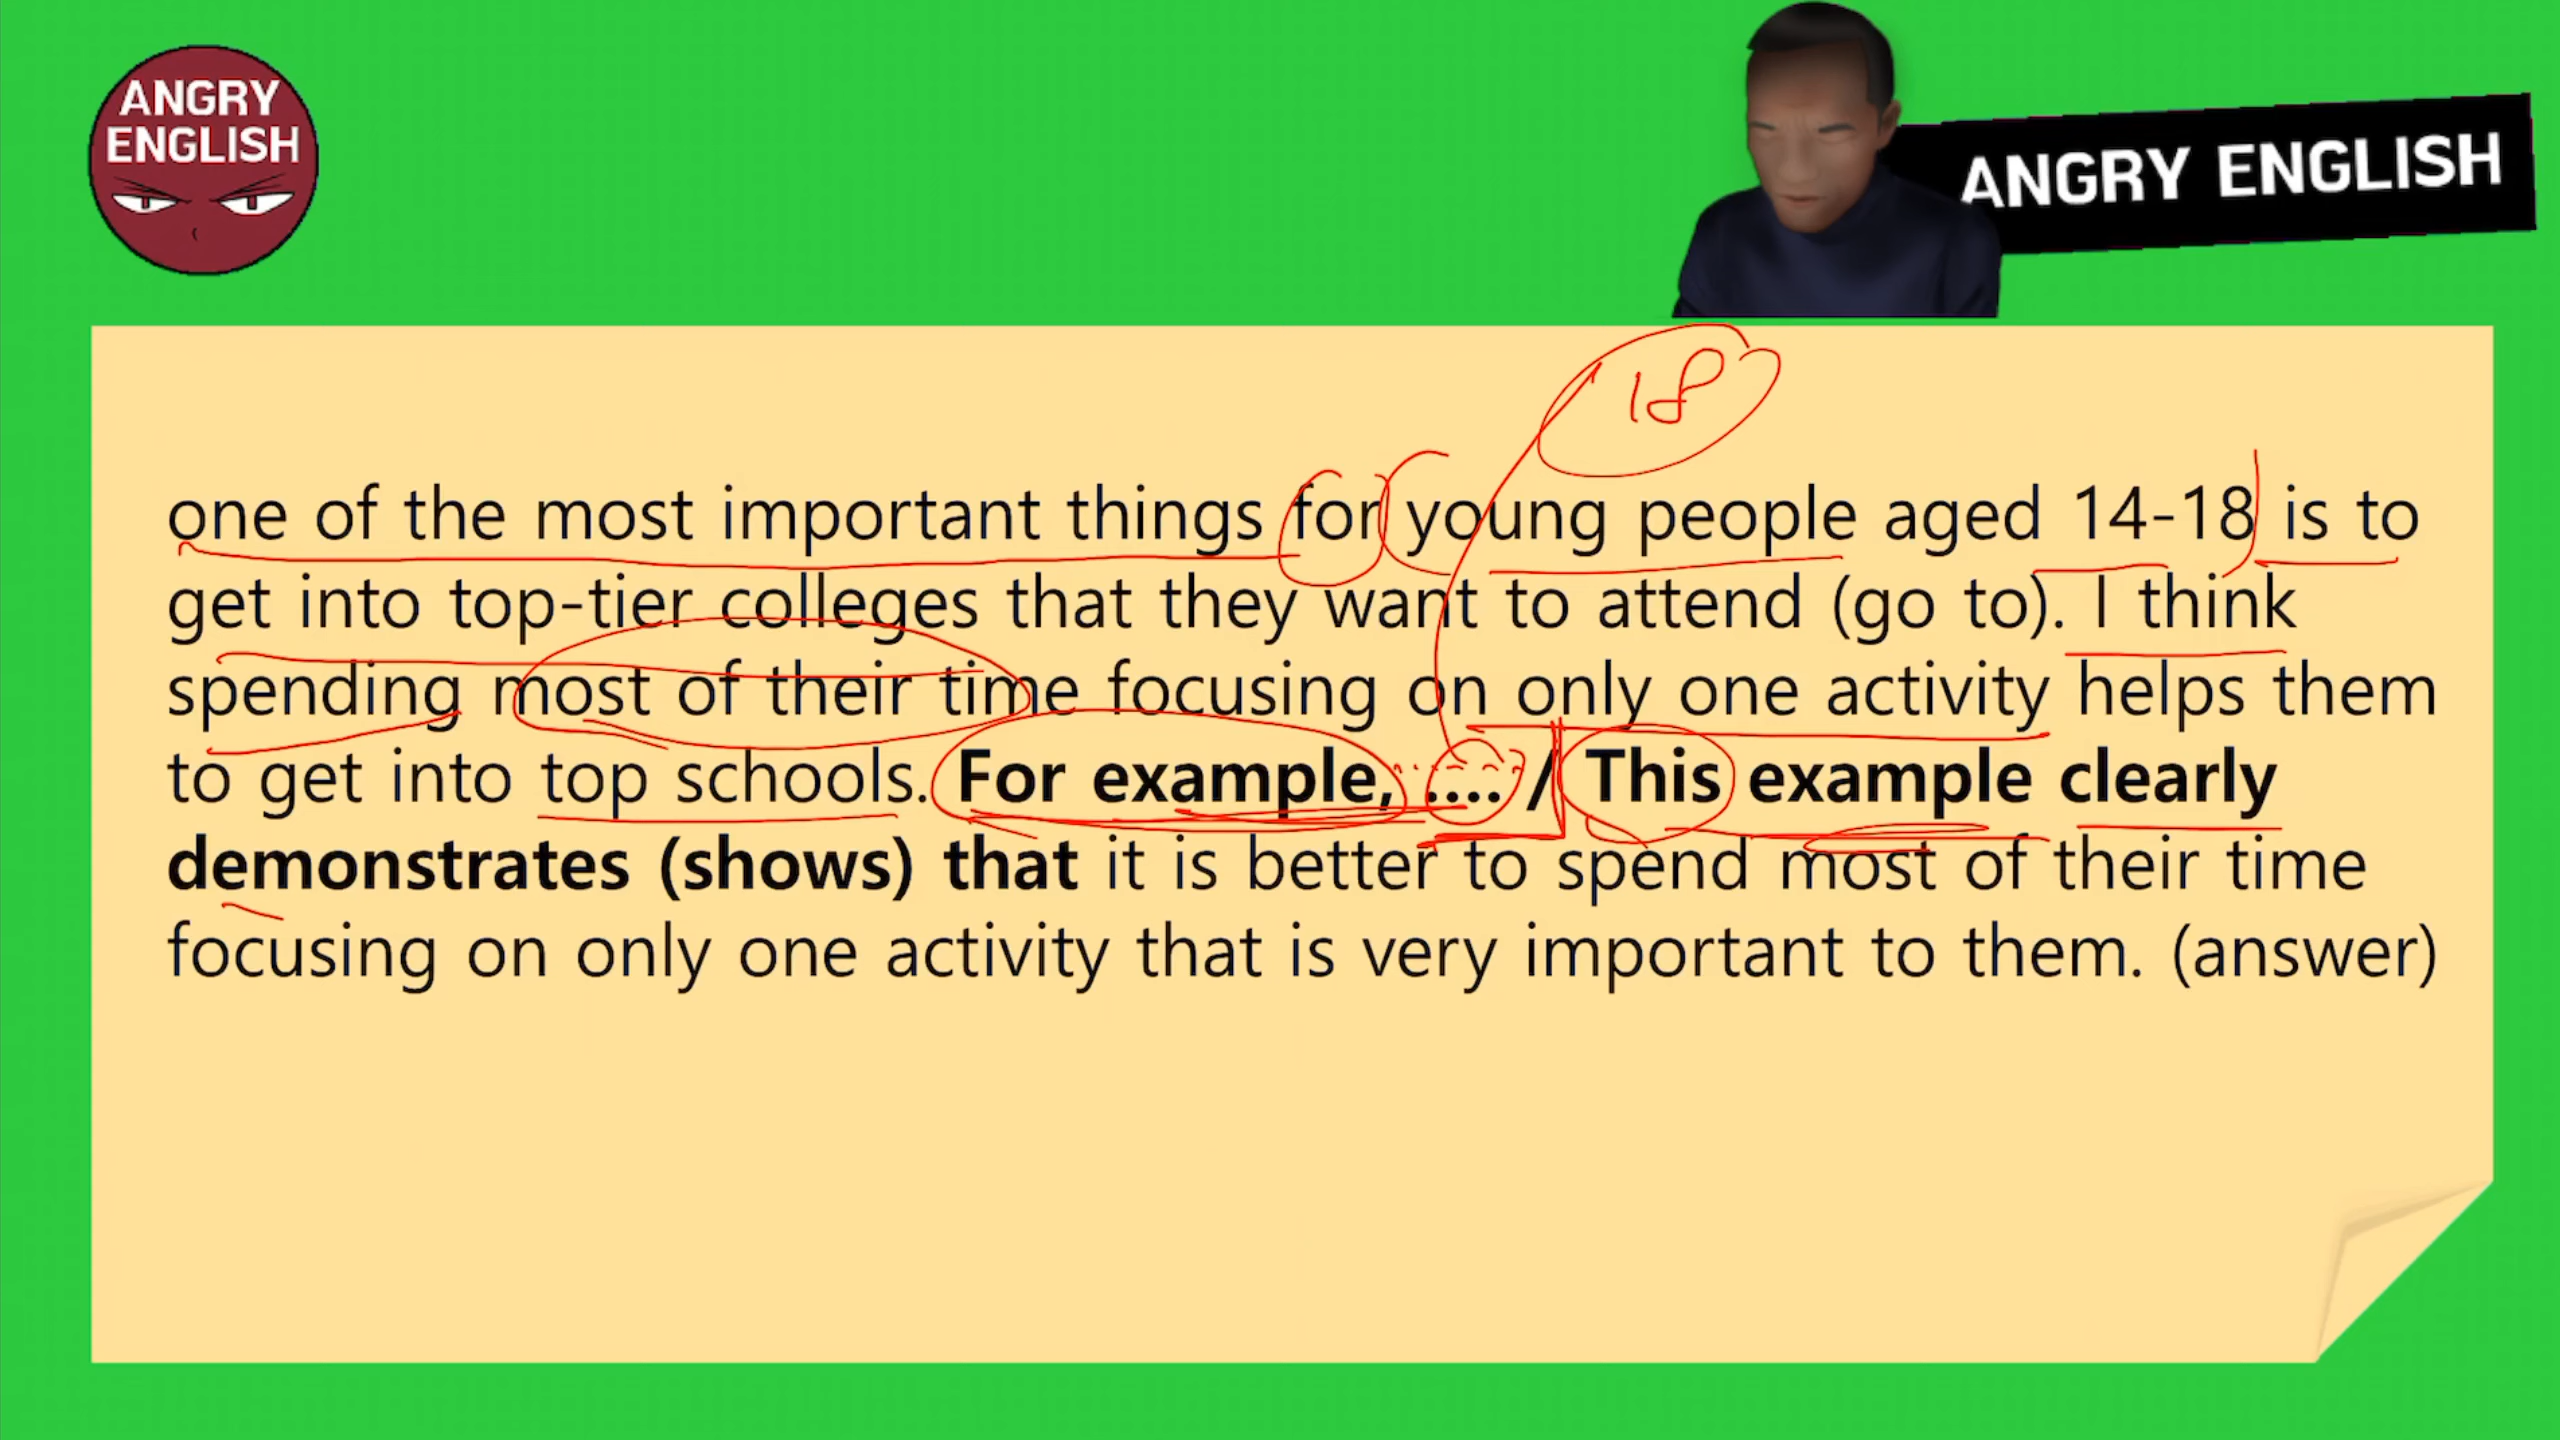 ANGRY
ENGLISH
ANGRY ENGLISH
18
one of the most important things for young people aged 14-18 is to
get into top-tier colleges that they want to attend (go to). I think
spending most of their time focusing on only one activity helps them
to get into top schools. For example, .... / This example clearly
demonstrates (shows) that it is better to spend most of their time
focusing on only one activity that is very important to them. (answer)